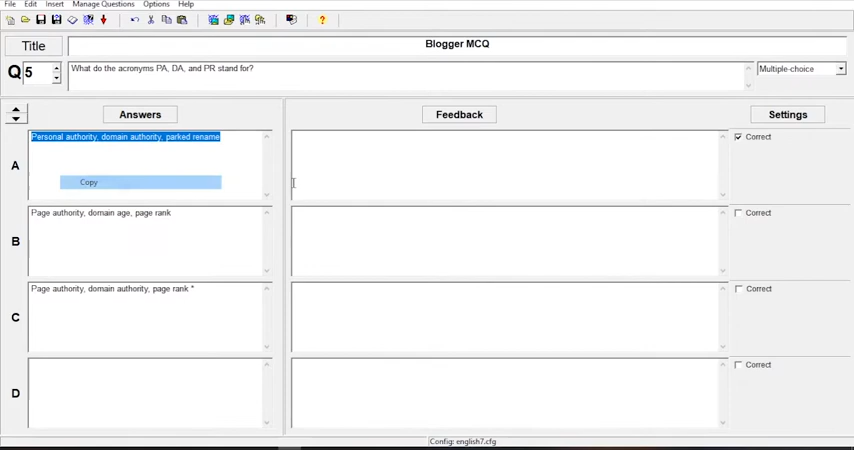 File Edit Insert Manage Questions Options Help
Title
Blogger MCQ
Q 5
What do the acronyms PA, DA, and PR stand for?
Multiple-choice
Answers
Feedback
Settings
A
Personal authority, domain authority, parked rename
Copy
Correct
B
Page authority, domain age, page rank
Correct
C
Page authority, domain authority, page rank *
Correct
D
Correct
Config: english7.cfg